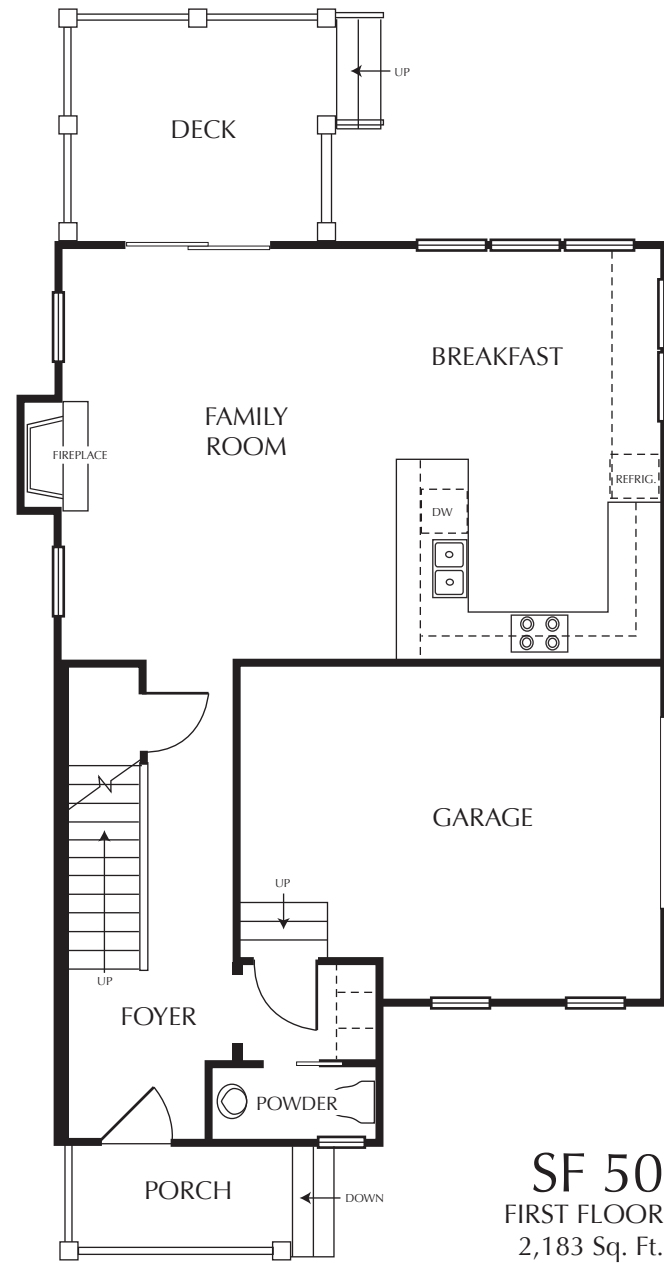 UP
DECK
BREAKFAST
FAMILY
ROOM
FIREPLACE
REFRIG.
DW
GARAGE
UP
UP
FOYER
POWDER
PORCH
DOWN
SF 50
FIRST FLOOR
2,183 Sq. Ft.